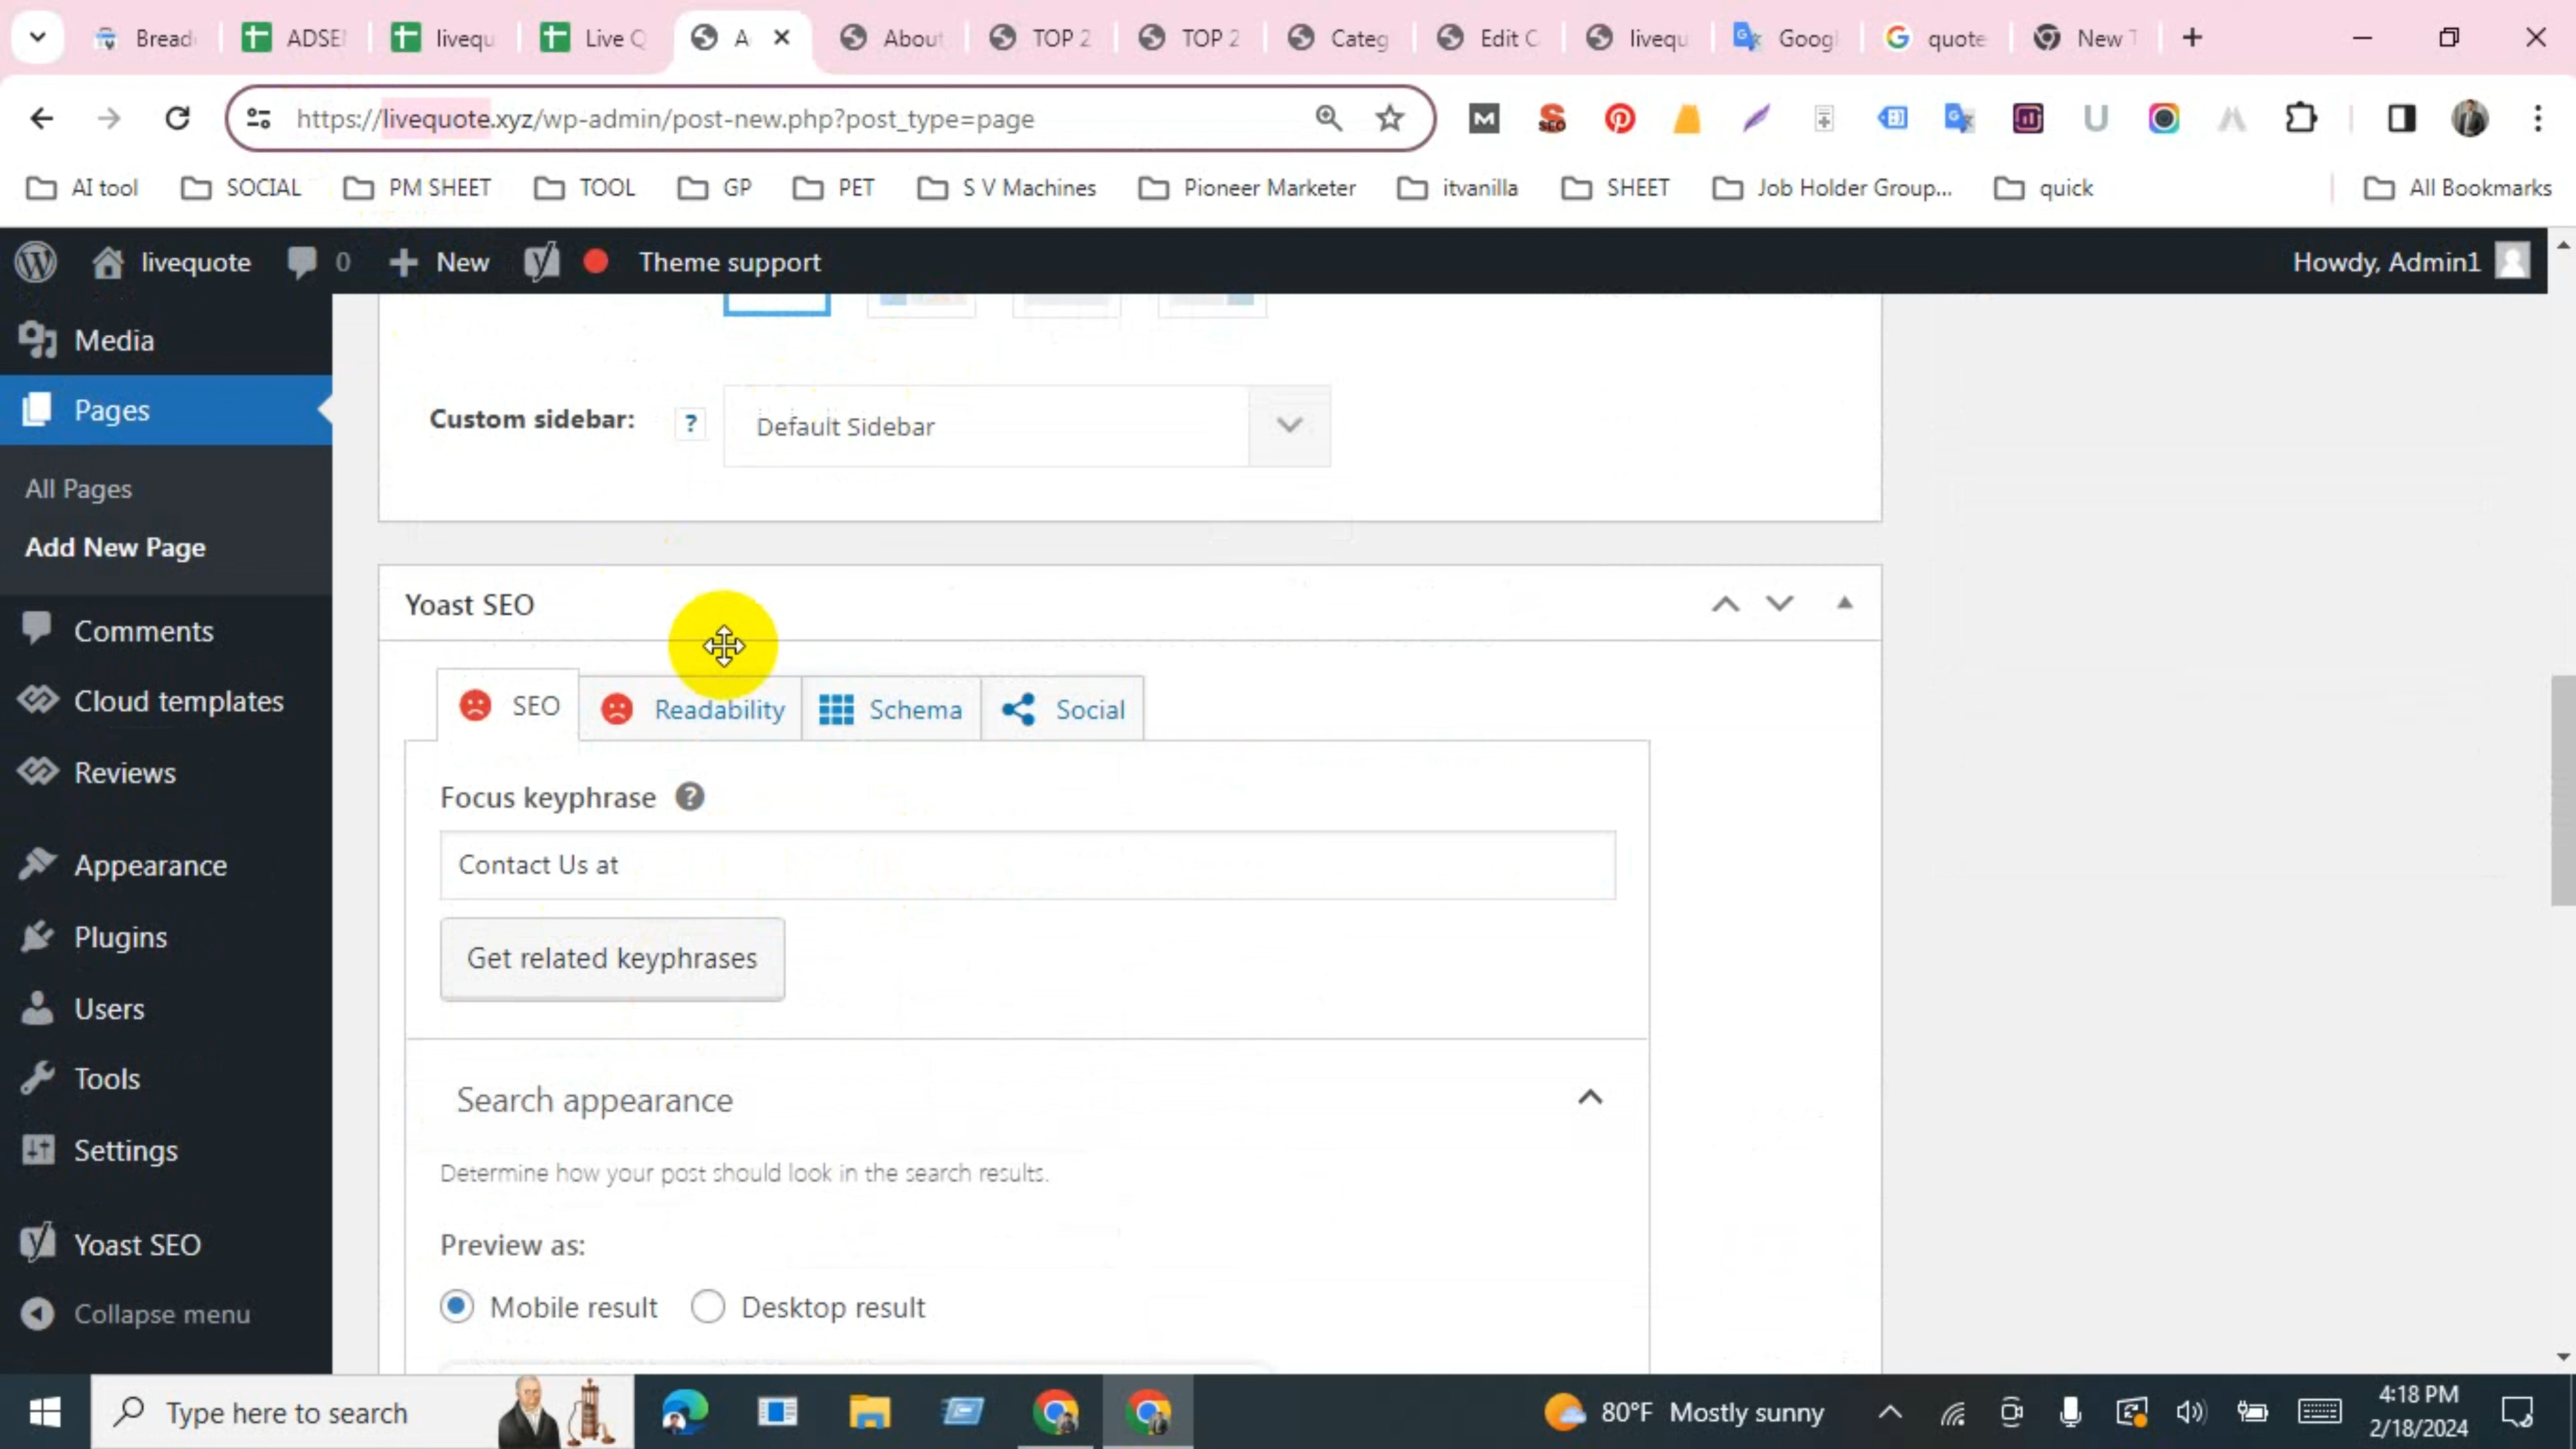 Bread
ADSE
livequ
Live Q
A
About
TOP 2
TOP 2
Categ
Edit C
livequ
Googl
quote
New T
https://livequote.xyz/wp-admin/post-new.php?post_type=page
AI tool
SOCIAL
PM SHEET
TOOL
GP
PET
S V Machines
Pioneer Marketer
itvanilla
SHEET
Job Holder Group...
quick
All Bookmarks
livequote
0
New
Theme support
Howdy, Admin1
Media
Pages
All Pages
Add New Page
Comments
Cloud templates
Reviews
Appearance
Plugins
Users
Tools
Settings
Yoast SEO
Collapse menu
Custom sidebar:
?
Default Sidebar
Yoast SEO
SEO
Readability
Schema
Social
Focus keyphrase
?
Contact Us at
Get related keyphrases
Search appearance
Determine how your post should look in the search results.
Preview as:
Mobile result
Desktop result
Type here to search
80°F Mostly sunny
4:18 PM
2/18/2024